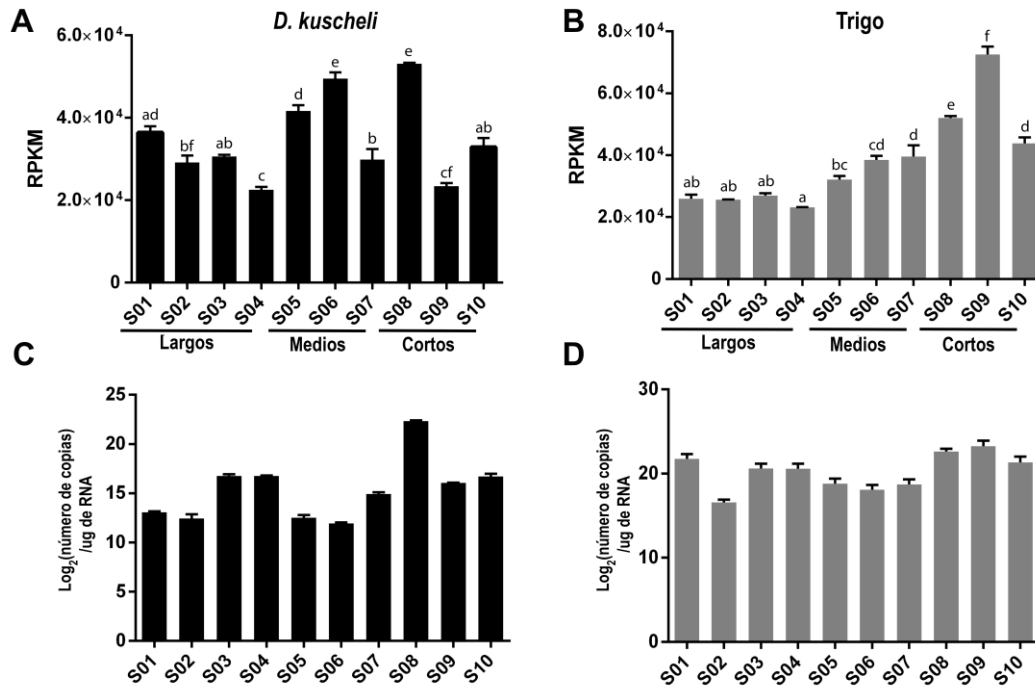 A
D. kuscheli
RPKM
6.0× 10⁴
4.0× 10⁴
2.0× 10⁴
0
ad
bf
ab
c
d
e
b
e
cf
ab
S01
S02
S03
S04
S05
S06
S07
S08
S09
S10
Largos
Medios
Cortos
B
Trigo
RPKM
8.0× 10⁴
6.0× 10⁴
4.0× 10⁴
2.0× 10⁴
0
ab
ab
ab
a
bc
cd
d
e
f
d
S01
S02
S03
S04
S05
S06
S07
S08
S09
S10
Largos
Medios
Cortos
C
Log₂(número de copias)
/ug de RNA
25
20
15
10
5
0
S01
S02
S03
S04
S05
S06
S07
S08
S09
S10
D
Log₂(número de copias)
/ug de RNA
30
20
10
0
S01
S02
S03
S04
S05
S06
S07
S08
S09
S10